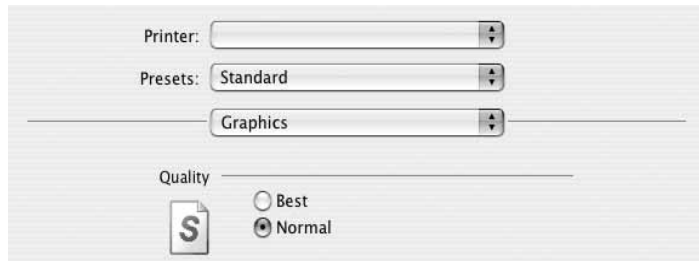 Printer:
Presets: Standard
Graphics
Quality
Best
S Normal